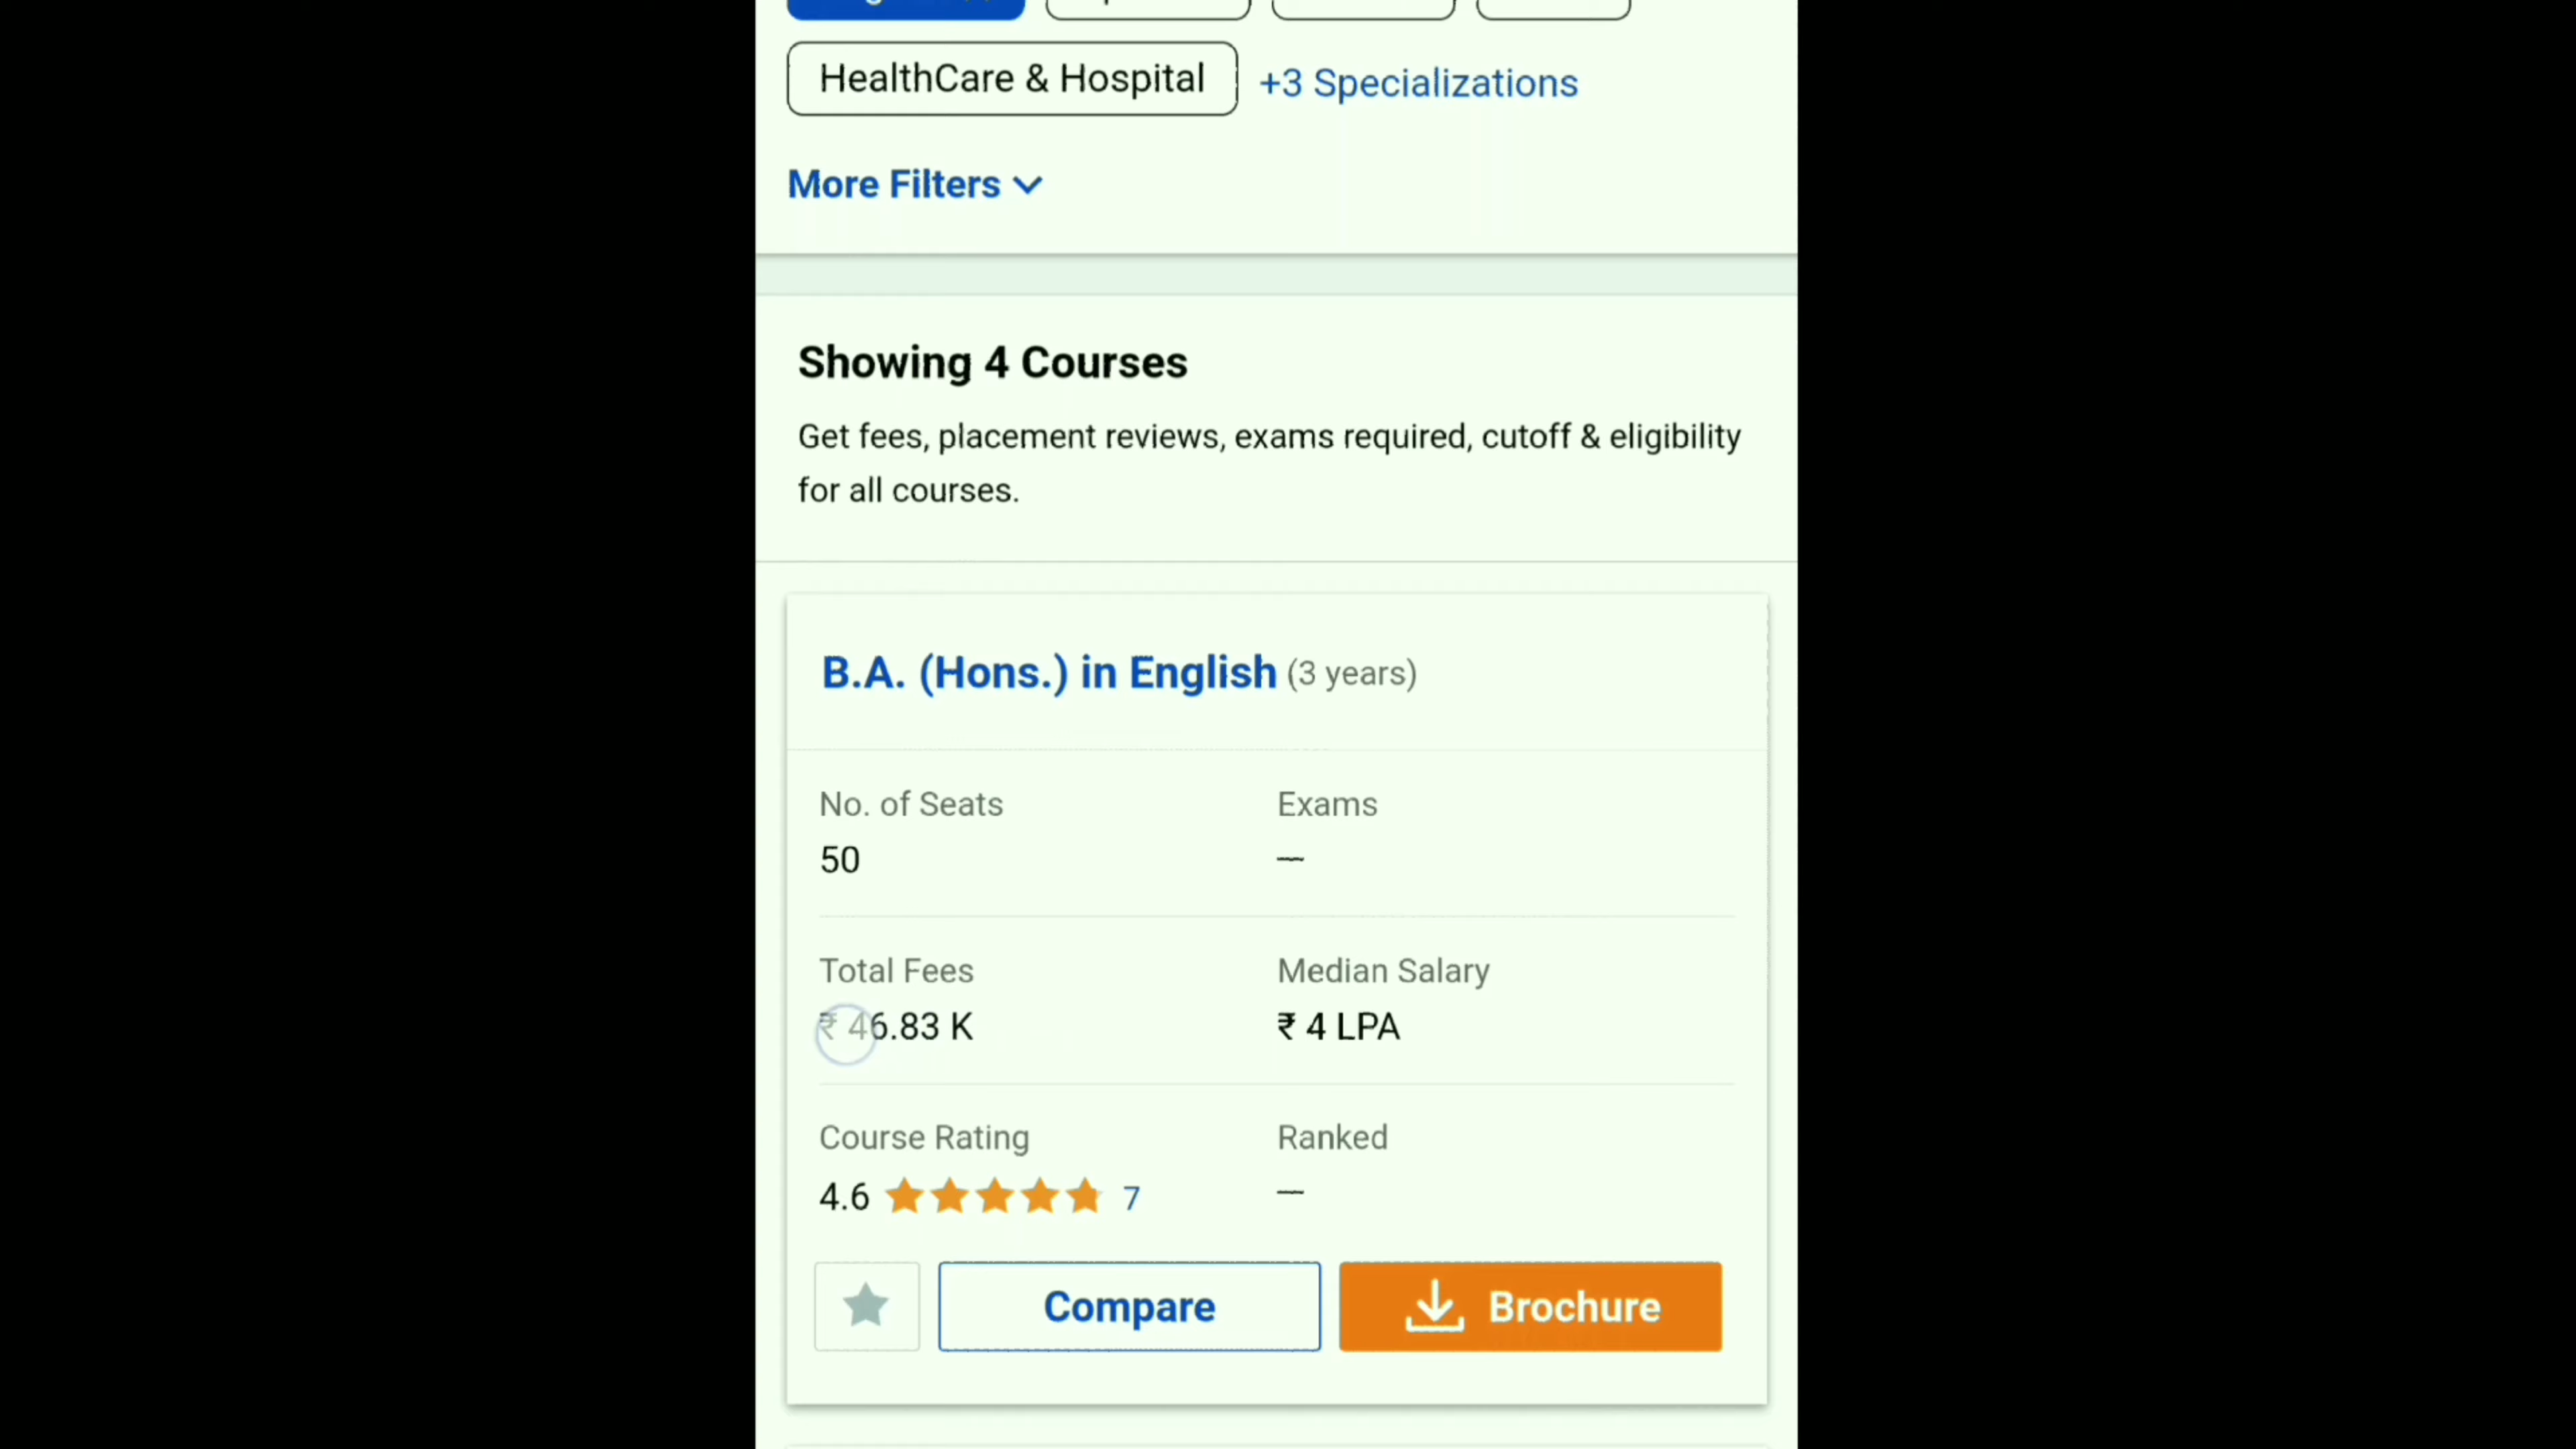 HealthCare & Hospital +3 Specializations
More Filters
Showing 4 Courses
Get fees, placement reviews, exams required, cutoff & eligibility
for all courses.
B.A. (Hons.) in English (3 years)
No. of Seats Exams
50 —
Total Fees Median Salary
₹ 46.83 K ₹ 4 LPA
Course Rating Ranked
4.6 7 —
Compare Brochure